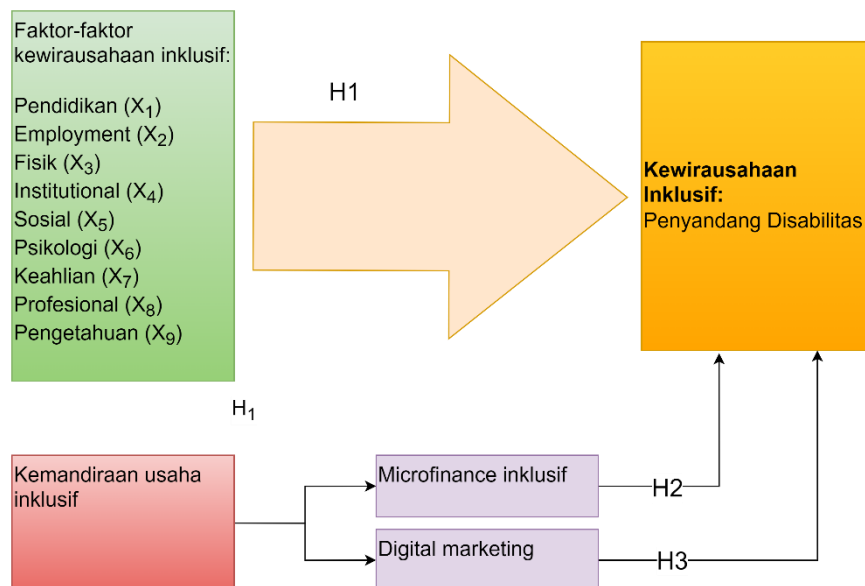 Faktor-faktor
kewirausahaan inklusif:
Pendidikan (X₁)
Employment (X₂)
Fisik (X₃)
Institutional (X₄)
Sosial (X₅)
Psikologi (X₆)
Keahlian (X₇)
Profesional (X₈)
Pengetahuan (X₉)
H1
Kewirausahaan
Inklusif:
Penyandang Disabilitas
H₁
Kemandiraan usaha
inklusif
Microfinance inklusif
H2
Digital marketing
H3